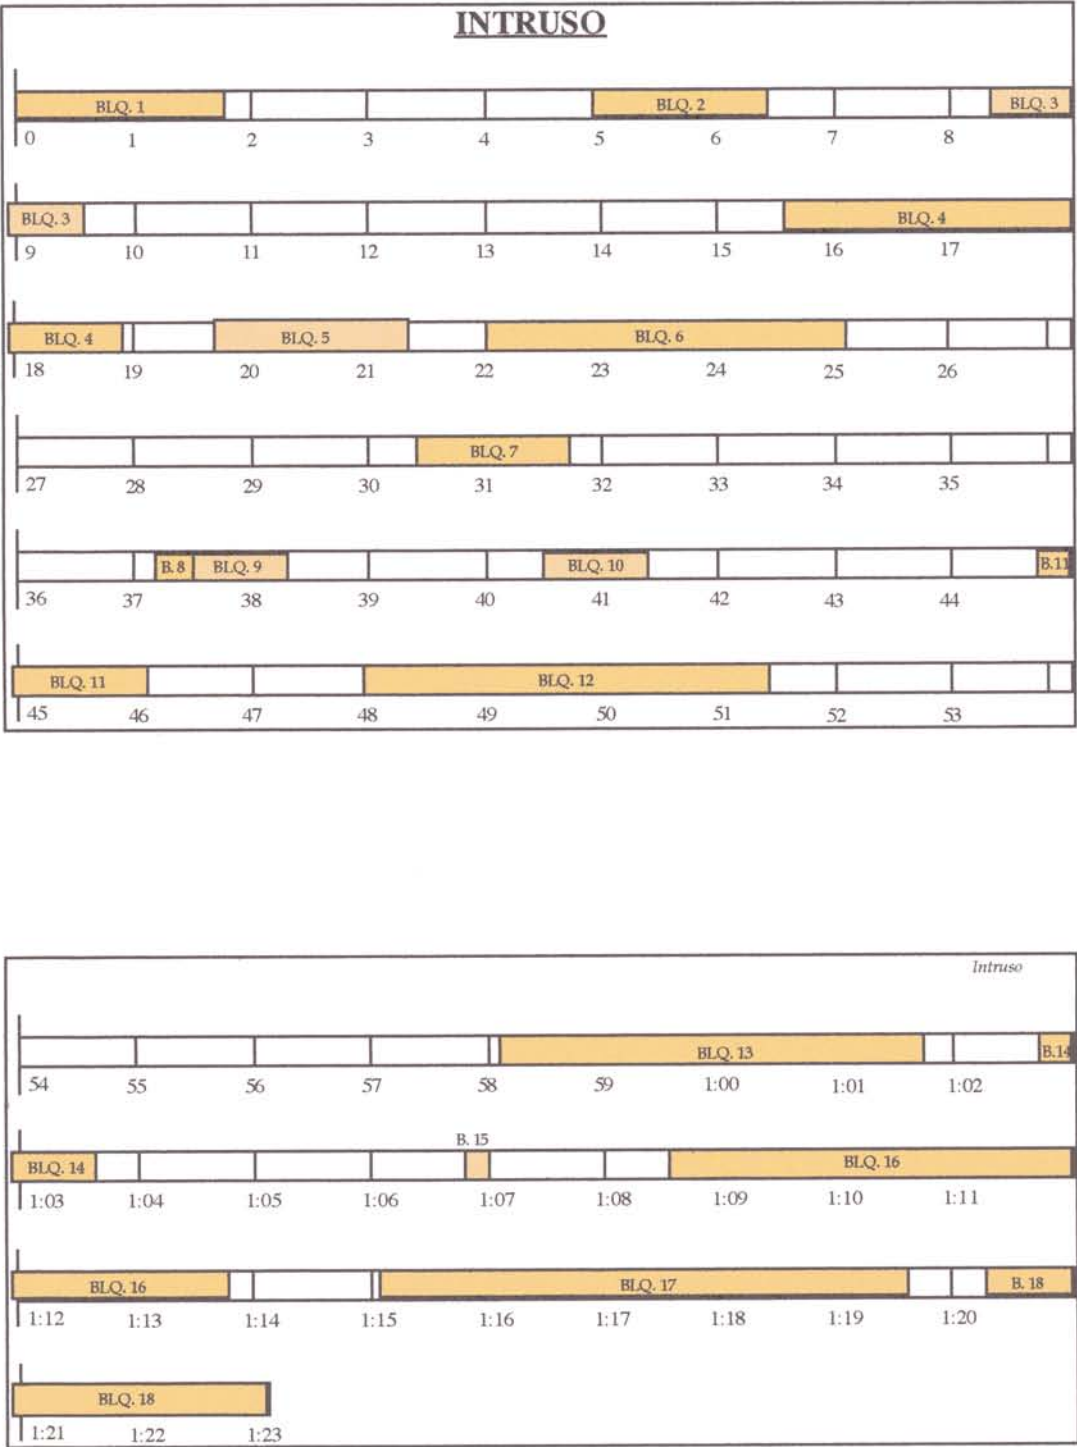 INTRUSO
BLQ. 1 BLQ. 2 BLQ. 3
0 1 2 3 4 5 6 7 8
BLQ. 3 BLQ. 4
9 10 11 12 13 14 15 16 17
BLQ. 4 BLQ. 5 BLQ. 6
18 19 20 21 22 23 24 25 26
BLQ. 7
27 28 29 30 31 32 33 34 35
B. 8 BLQ. 9 BLQ. 10 B. 11
36 37 38 39 40 41 42 43 44
BLQ. 11 BLQ. 12
45 46 47 48 49 50 51 52 53
Intruso
BLQ. 13 B. 14
54 55 56 57 58 59 1:00 1:01 1:02
B. 15
BLQ. 14 BLQ. 16
1:03 1:04 1:05 1:06 1:07 1:08 1:09 1:10 1:11
BLQ. 16 BLQ. 17 B. 18
1:12 1:13 1:14 1:15 1:16 1:17 1:18 1:19 1:20
BLQ. 18
1:21 1:22 1:23